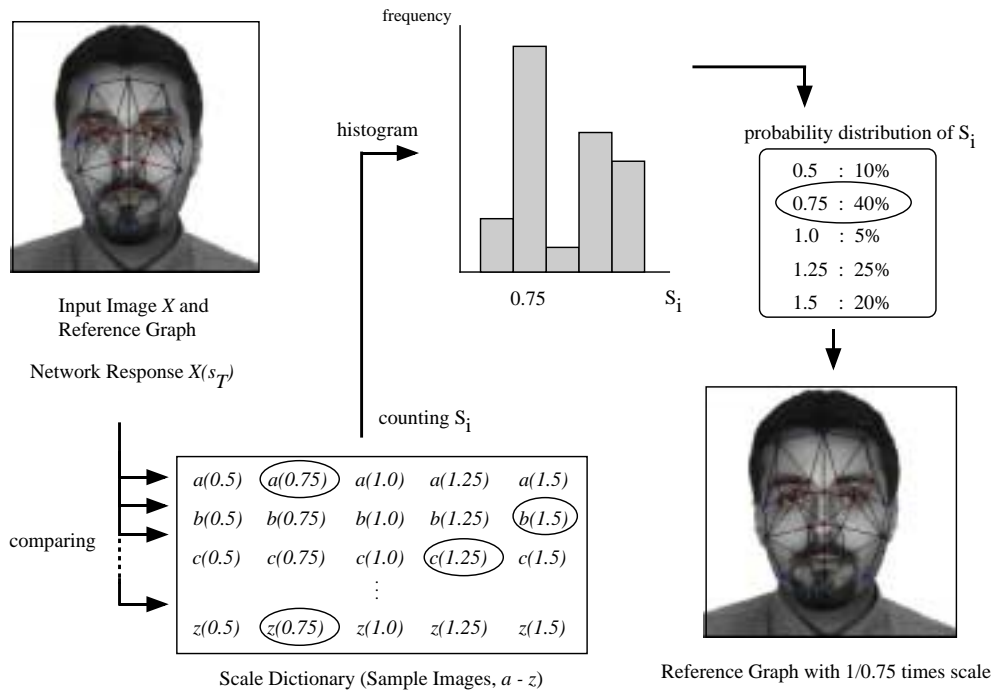 frequency
histogram
0.75
S_i
probability distribution of S_i
0.5 : 10%
0.75 : 40%
1.0 : 5%
1.25 : 25%
1.5 : 20%
Input Image X and
Reference Graph
Network Response X(s_T)
counting S_i
comparing
a(0.5) a(0.75) a(1.0) a(1.25) a(1.5)
b(0.5) b(0.75) b(1.0) b(1.25) b(1.5)
c(0.5) c(0.75) c(1.0) c(1.25) c(1.5)
⋮
z(0.5) z(0.75) z(1.0) z(1.25) z(1.5)
Scale Dictionary (Sample Images, a - z)
Reference Graph with 1/0.75 times scale